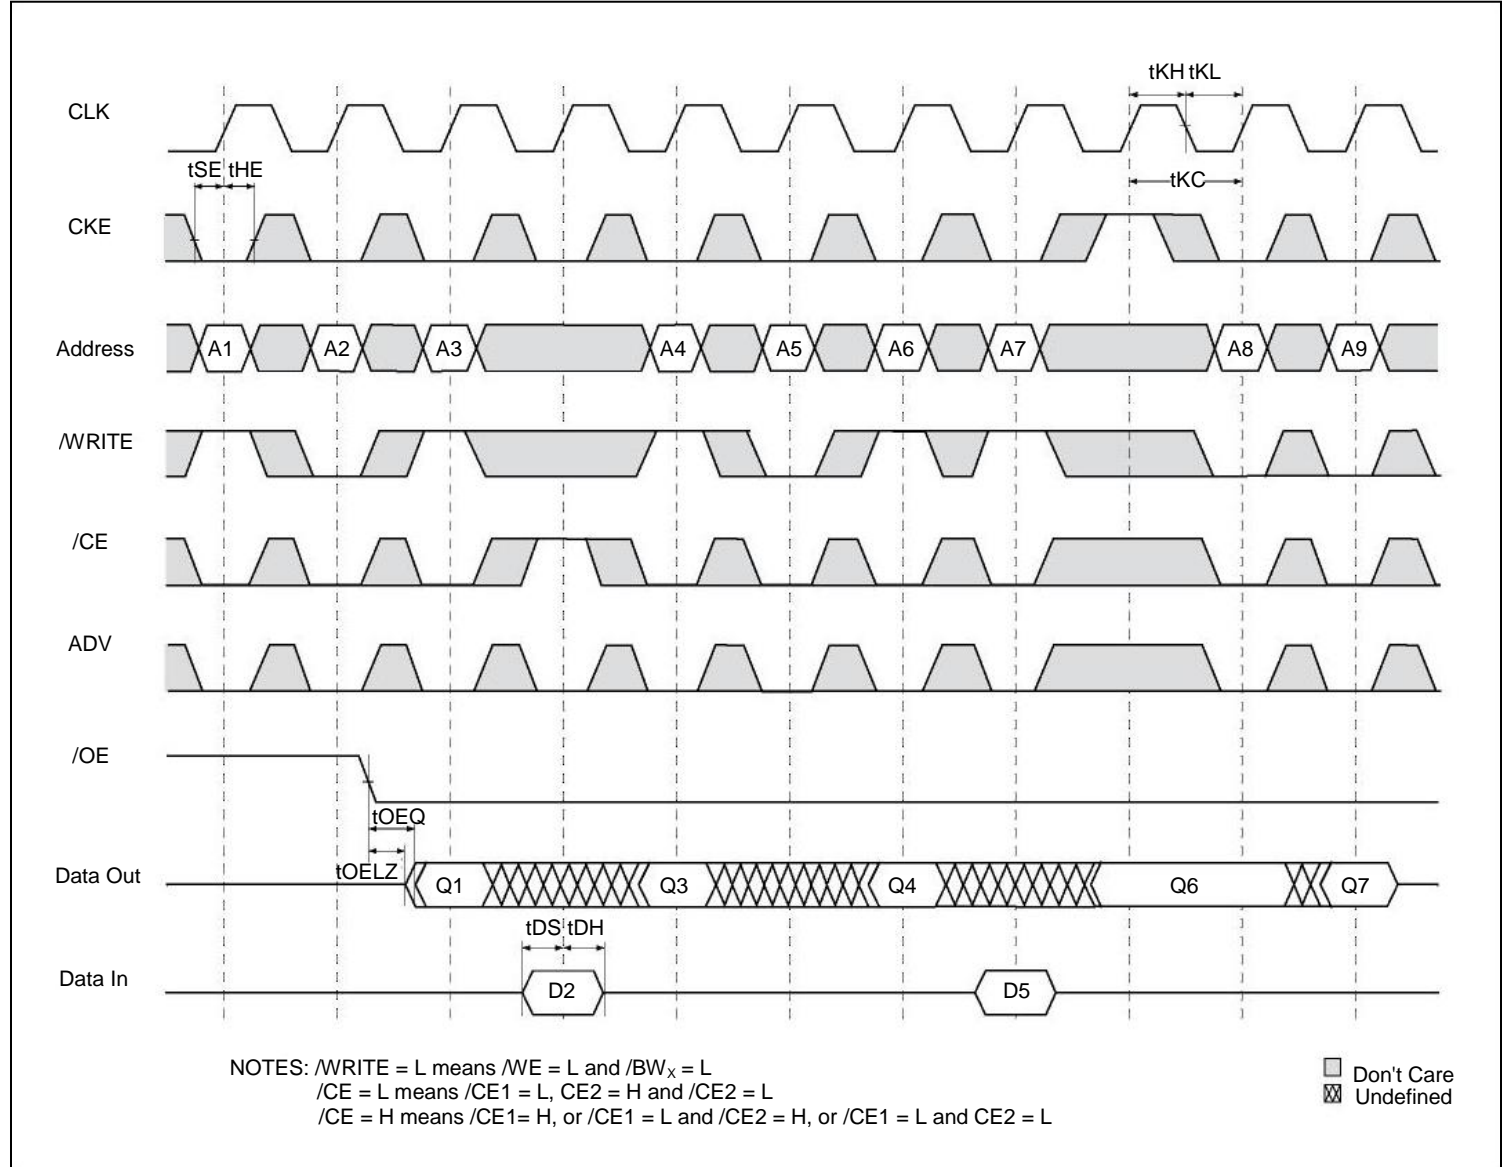 tKH tKL
CLK
tSE tHE
tKC
CKE
Address A1 A2 A3 A4 A5 A6 A7 A8 A9
/WRITE
/CE
ADV
/OE
tOEQ
tOELZ
Data Out Q1 Q3 Q4 Q6 Q7
tDS tDH
Data In D2 D5
NOTES: /WRITE = L means /WE = L and /BWX = L
/CE = L means /CE1 = L, CE2 = H and /CE2 = L
/CE = H means /CE1= H, or /CE1 = L and /CE2 = H, or /CE1 = L and CE2 = L
Don't Care
Undefined